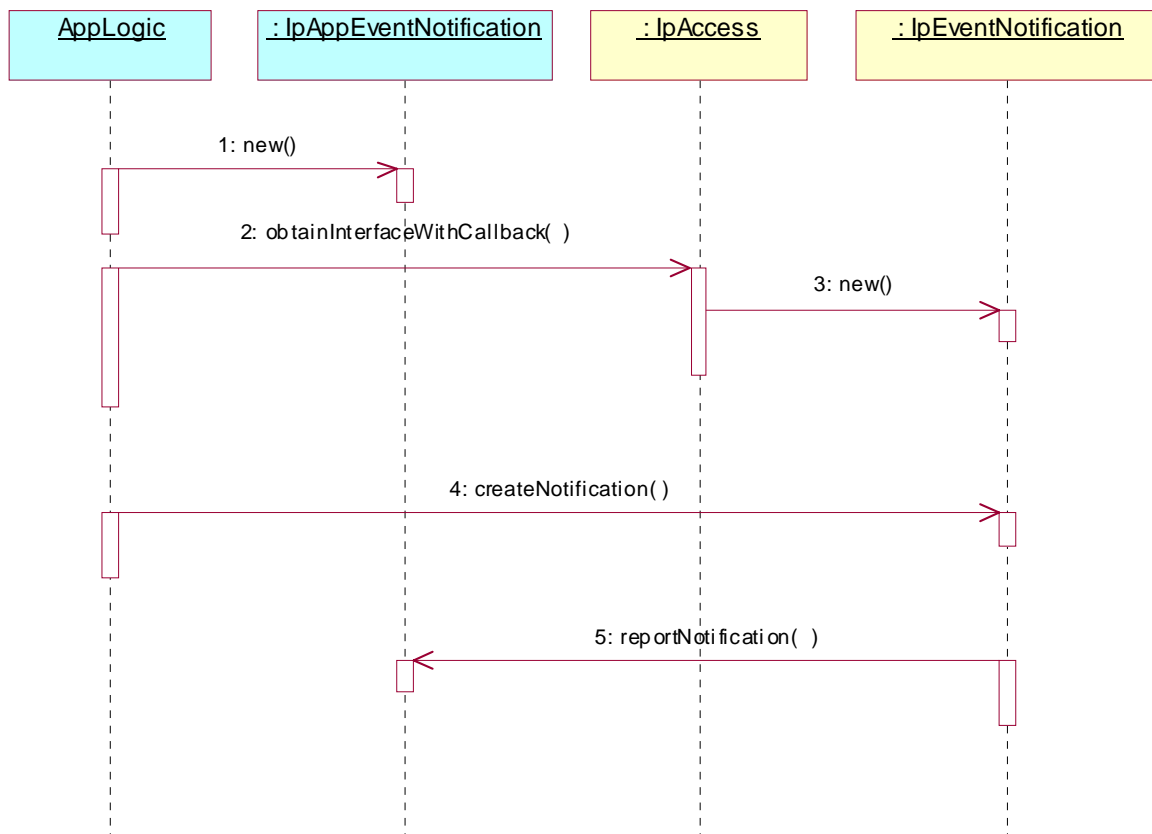 AppLogic
: IpAppEventNotification
: IpAccess
: IpEventNotification
1: new()
2: obtainInterfaceWithCallback( )
3: new()
4: createNotification( )
5: reportNotification( )